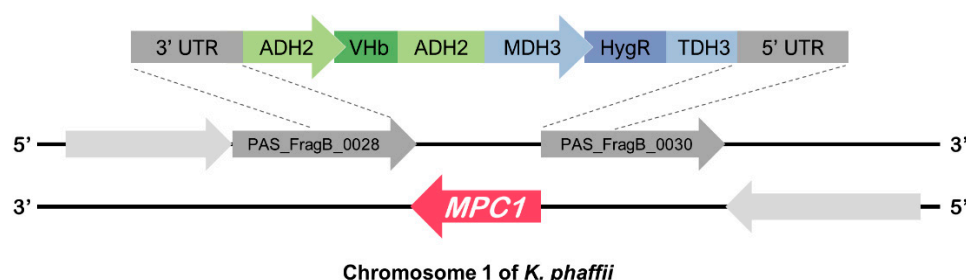 3’ UTR ADH2 VHb ADH2 MDH3 HygR TDH3 5’ UTR
5’ PAS_FragB_0028 PAS_FragB_0030 3’
3’ MPC1 5’
Chromosome 1 of K. phaffii